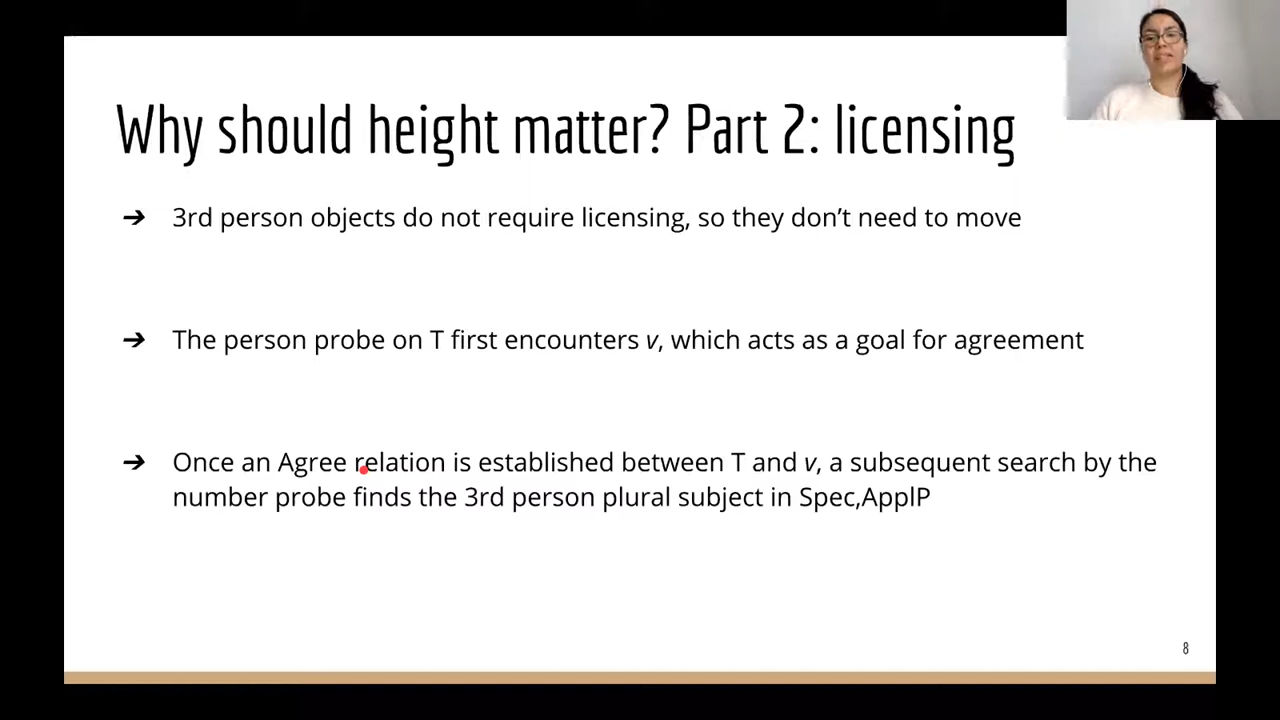 Why should height matter? Part 2: licensing
➔ 3rd person objects do not require licensing, so they don’t need to move
➔ The person probe on T first encounters v, which acts as a goal for agreement
➔ Once an Agree relation is established between T and v, a subsequent search by the
number probe finds the 3rd person plural subject in Spec,ApplP
8